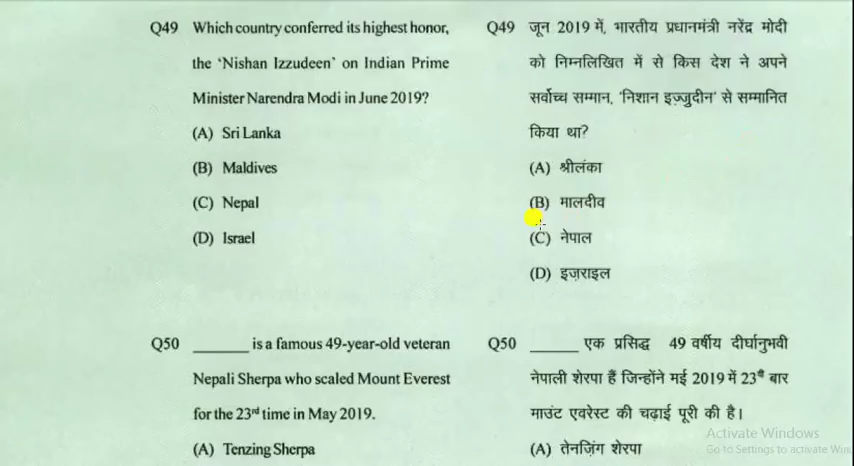 Q49 Which country conferred its highest honor,
the ‘Nishan Izzudeen’ on Indian Prime
Minister Narendra Modi in June 2019?
(A) Sri Lanka
(B) Maldives
(C) Nepal
(D) Israel
Q50 ______ is a famous 49-year-old veteran
Nepali Sherpa who scaled Mount Everest
for the 23rd time in May 2019.
(A) Tenzing Sherpa
Q49 जून 2019 में, भारतीय प्रधानमंत्री नरेंद्र मोदी
को निम्नलिखित में से किस देश ने अपने
सर्वोच्च सम्मान, ‘निशान इज़्ज़ुदीन’ से सम्मानित
किया था?
(A) श्रीलंका
(B) मालदीव
(C) नेपाल
(D) इज़राइल
Q50 ______ एक प्रसिद्ध 49 वर्षीय दीर्घानुभवी
नेपाली शेरपा हैं जिन्होंने मई 2019 में 23वीं बार
माउंट एवरेस्ट की चढ़ाई पूरी की है।
(A) तेनज़िंग शेरपा
Activate Windows
Go to Settings to activate Win